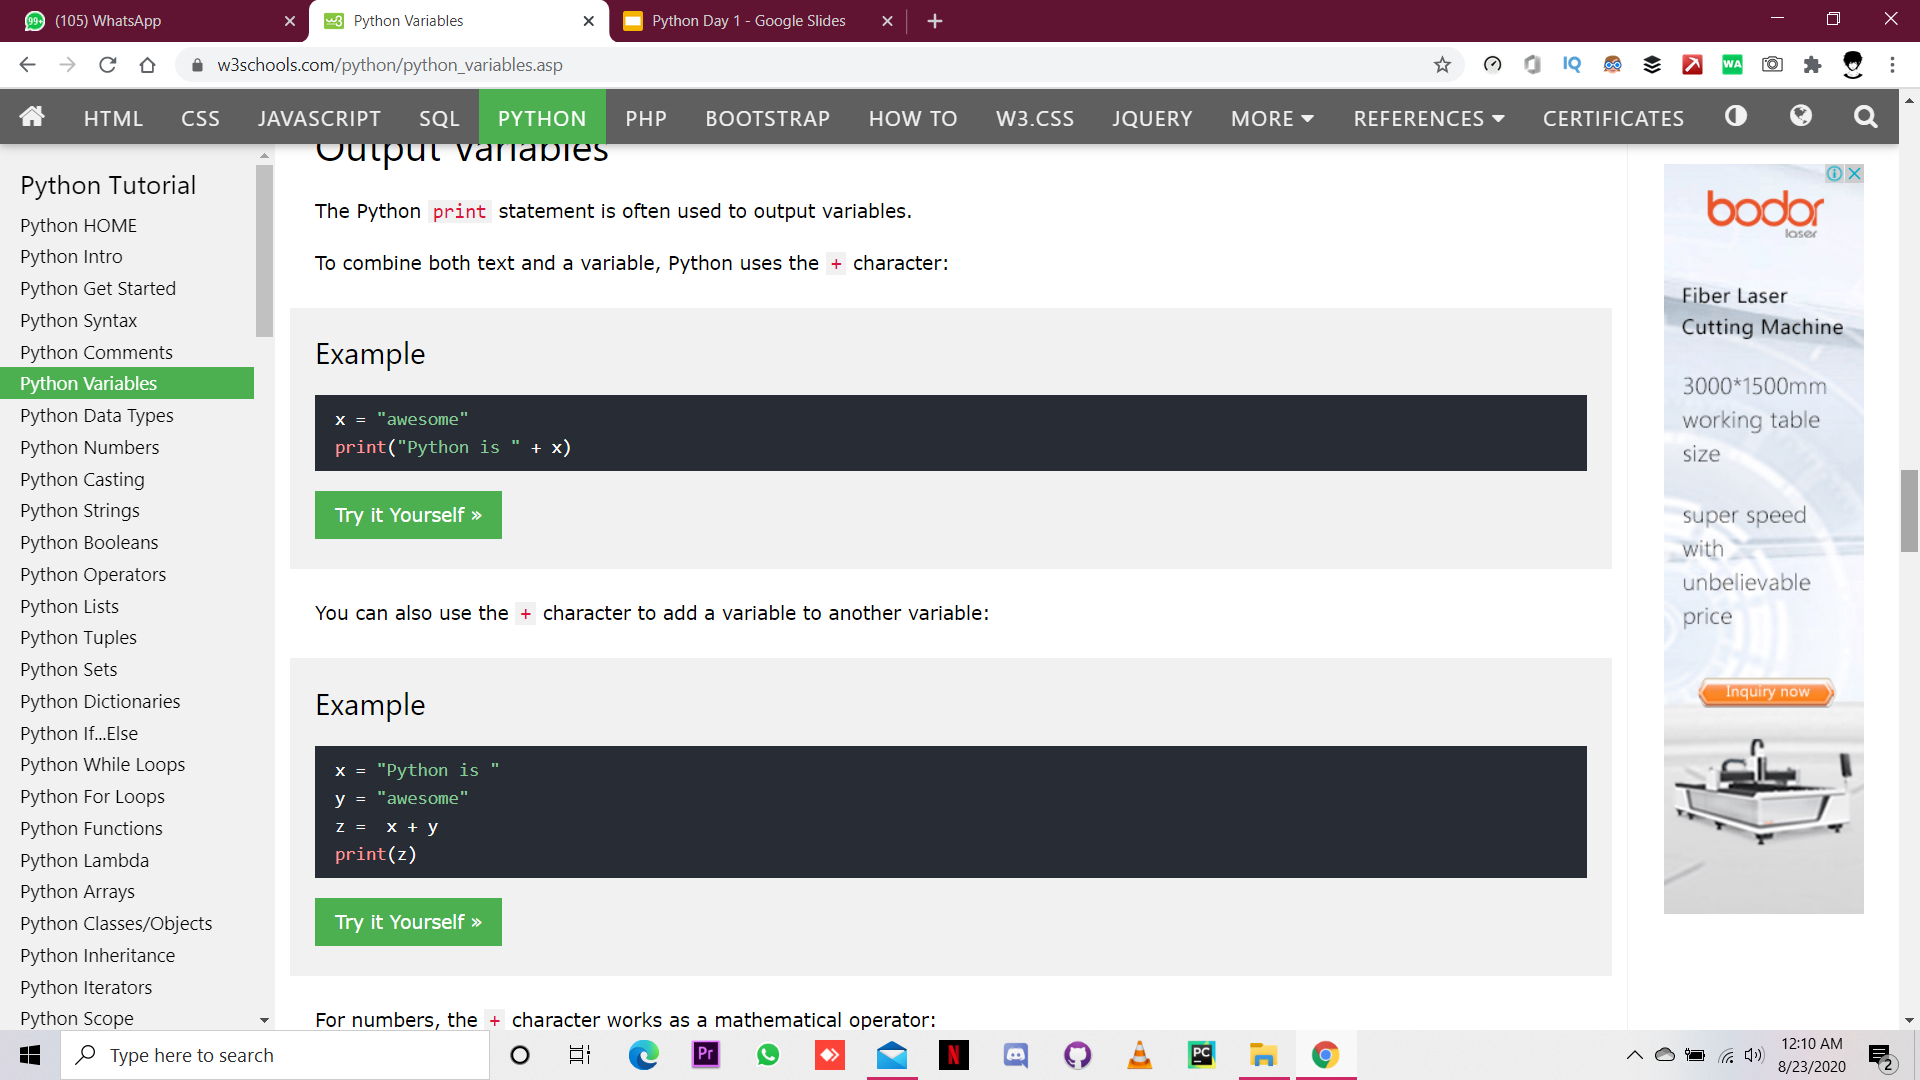 (105) WhatsApp
Python Variables
Python Day 1 - Google Slides
w3schools.com/python/python_variables.asp
HTML CSS JAVASCRIPT SQL PYTHON PHP BOOTSTRAP HOW TO W3.CSS JQUERY MORE REFERENCES CERTIFICATES
Python Tutorial
Python HOME
Python Intro
Python Get Started
Python Syntax
Python Comments
Python Variables
Python Data Types
Python Numbers
Python Casting
Python Strings
Python Booleans
Python Operators
Python Lists
Python Tuples
Python Sets
Python Dictionaries
Python If...Else
Python While Loops
Python For Loops
Python Functions
Python Lambda
Python Arrays
Python Classes/Objects
Python Inheritance
Python Iterators
Python Scope
Output Variables
The Python print statement is often used to output variables.
To combine both text and a variable, Python uses the + character:
Example
x = "awesome"
print("Python is " + x)
Try it Yourself »
You can also use the + character to add a variable to another variable:
Example
x = "Python is "
y = "awesome"
z =  x + y
print(z)
Try it Yourself »
For numbers, the + character works as a mathematical operator:
bodor
laser
Fiber Laser
Cutting Machine
3000*1500mm
working table
size
super speed
with
unbelievable
price
Inquiry now
Type here to search
12:10 AM
8/23/2020
2
99+
IQ
WA
Pr
N
PC